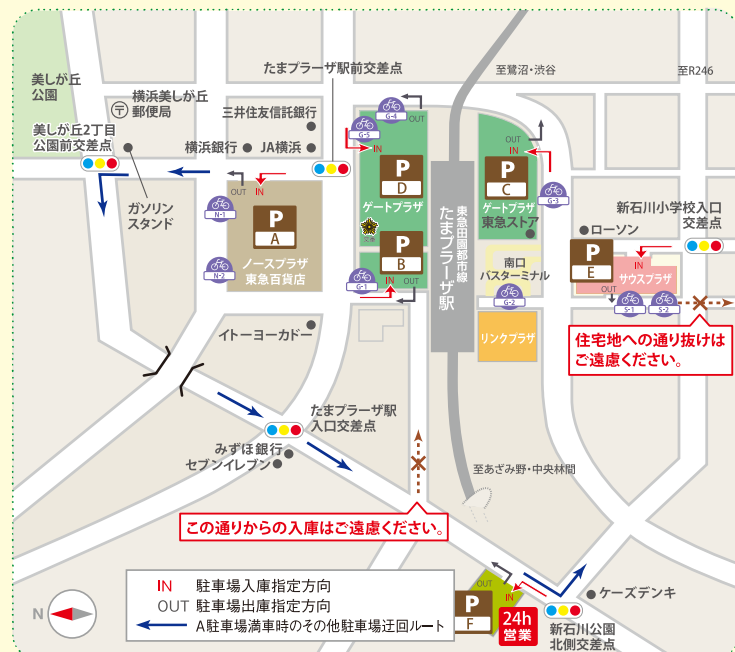 美しが丘
公園
横浜美しが丘
郵便局
美しが丘2丁目
公園前交差点
ガソリン
スタンド
たまプラーザ駅前交差点
三井住友信託銀行
横浜銀行
JA横浜
至鷺沼・渋谷
至R246
G-4
OUT
G-5
IN
P
D
ゲートプラザ
P
B
IN
OUT
G-1
OUT
IN
N-1
P
A
ノースプラザ
東急百貨店
N-2
イトーヨーカドー
東急田園都市線
たまプラーザ駅
OUT
IN
P
C
G-3
ゲートプラザ
東急ストア
南口
バスターミナル
G-2
リンクプラザ
新石川小学校入口
交差点
ローソン
P
E
IN
サウスプラザ
OUT
S-1
S-2
住宅地への通り抜けは
ご遠慮ください。
たまプラーザ駅
入口交差点
みずほ銀行
セブンイレブン
至あざみ野・中央林間
この通りからの入庫はご遠慮ください。
N
IN 駐車場入庫指定方向
OUT 駐車場出庫指定方向
A駐車場満車時のその他駐車場迂回ルート
OUT
IN
P
F
24h
営業
ケーズデンキ
新石川公園
北側交差点